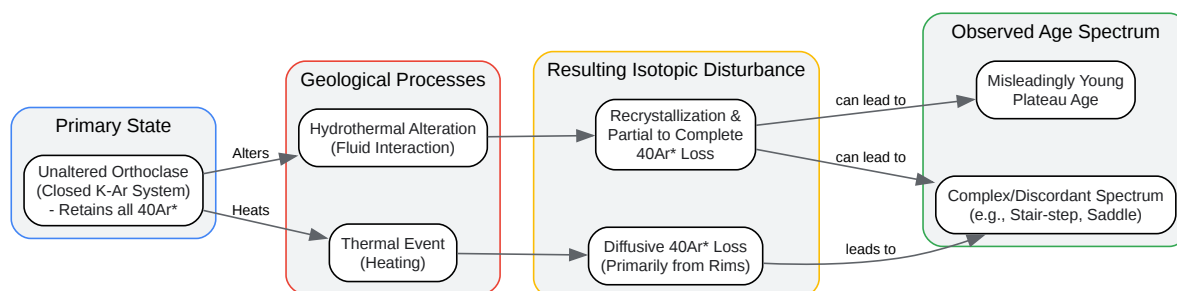 Primary State
Unaltered Orthoclase
(Closed K-Ar System)
- Retains all 40Ar*
Alters
Heats
Geological Processes
Hydrothermal Alteration
(Fluid Interaction)
Thermal Event
(Heating)
Resulting Isotopic Disturbance
Recrystallization &
Partial to Complete
40Ar* Loss
Diffusive 40Ar* Loss
(Primarily from Rims)
can lead to
can lead to
leads to
Observed Age Spectrum
Misleadingly Young
Plateau Age
Complex/Discordant Spectrum
(e.g., Stair-step, Saddle)